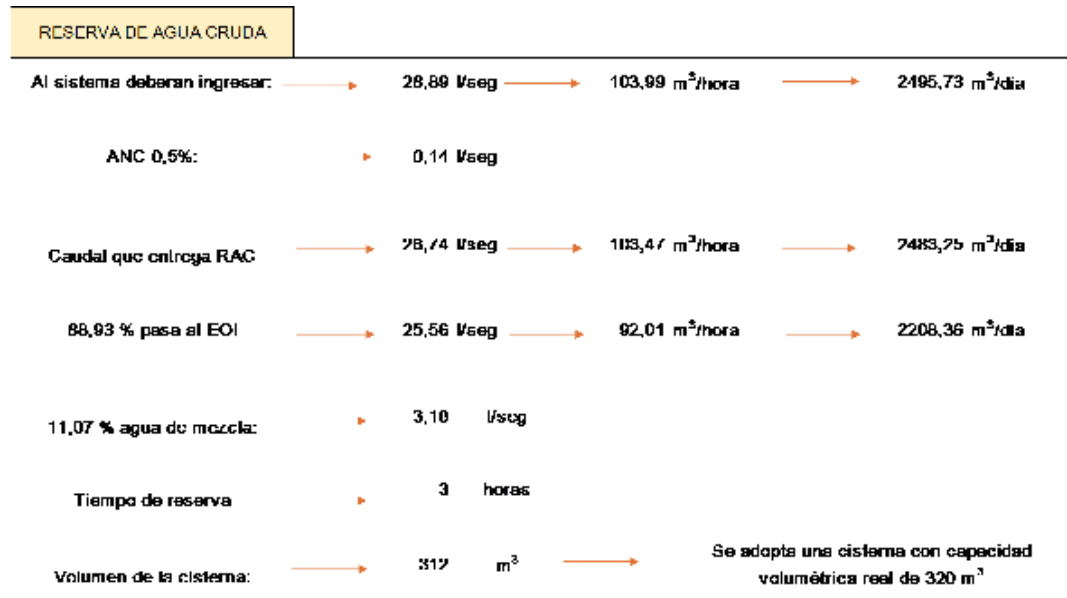 RESERVA DE AGUA CRUDA
Al sistema deberan ingresar: 28,89 l/seg 103,99 m³/hora 2495,73 m³/dia
ANC 0,5%: 0,14 l/seg
Caudal que entrega RAC 28,74 l/seg 103,47 m³/hora 2483,25 m³/dia
88,93 % pasa al EOI 25,56 l/seg 92,01 m³/hora 2208,36 m³/dia
11,07 % agua de mezcla: 3,18 l/seg
Tiempo de reserva 3 horas
Volumen de la cisterna: 312 m³
Se adopta una cisterna con capacidad
volumétrica real de 320 m³